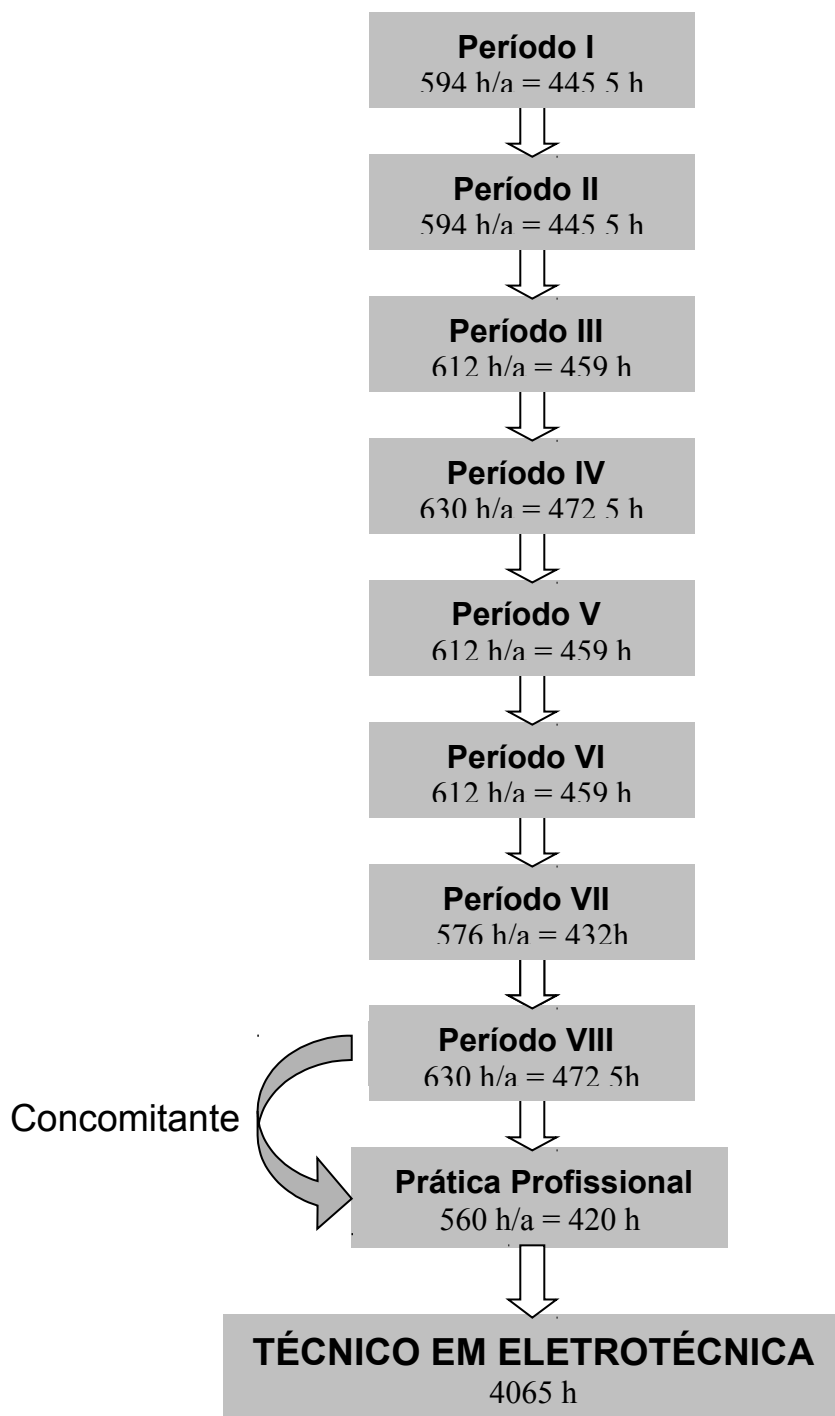 Período I
594 h/a = 445 5 h
Período II
594 h/a = 445 5 h
Período III
612 h/a = 459 h
Período IV
630 h/a = 472 5 h
Período V
612 h/a = 459 h
Período VI
612 h/a = 459 h
Período VII
576 h/a = 432h
Período VIII
630 h/a = 472 5h
Concomitante
Prática Profissional
560 h/a = 420 h
TÉCNICO EM ELETROTÉCNICA
4065 h